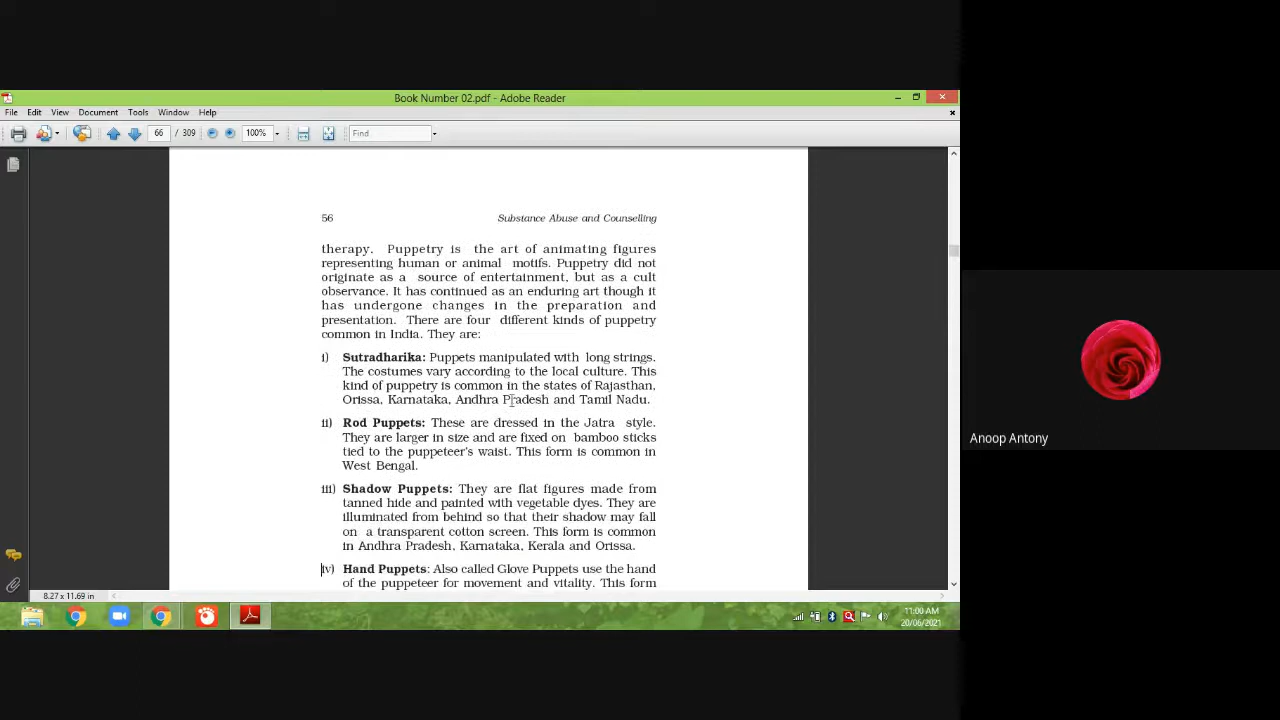 Book Number 02.pdf - Adobe Reader
File Edit View Document Tools Window Help
66 / 309 100% Find
56 Substance Abuse and Counselling
therapy. Puppetry is the art of animating figures
representing human or animal motifs. Puppetry did not
originate as a source of entertainment, but as a cult
observance. It has continued as an enduring art though it
has undergone changes in the preparation and
presentation. There are four different kinds of puppetry
common in India. They are:
i) Sutradharika: Puppets manipulated with long strings.
The costumes vary according to the local culture. This
kind of puppetry is common in the states of Rajasthan,
Orissa, Karnataka, Andhra Pradesh and Tamil Nadu.
ii) Rod Puppets: These are dressed in the Jatra style.
They are larger in size and are fixed on bamboo sticks
tied to the puppeteer's waist. This form is common in
West Bengal.
iii) Shadow Puppets: They are flat figures made from
tanned hide and painted with vegetable dyes. They are
illuminated from behind so that their shadow may fall
on a transparent cotton screen. This form is common
in Andhra Pradesh, Karnataka, Kerala and Orissa.
iv) Hand Puppets: Also called Glove Puppets use the hand
of the puppeteer for movement and vitality. This form
8.27 x 11.69 in
11:00 AM
20/06/2021
Anoop Antony